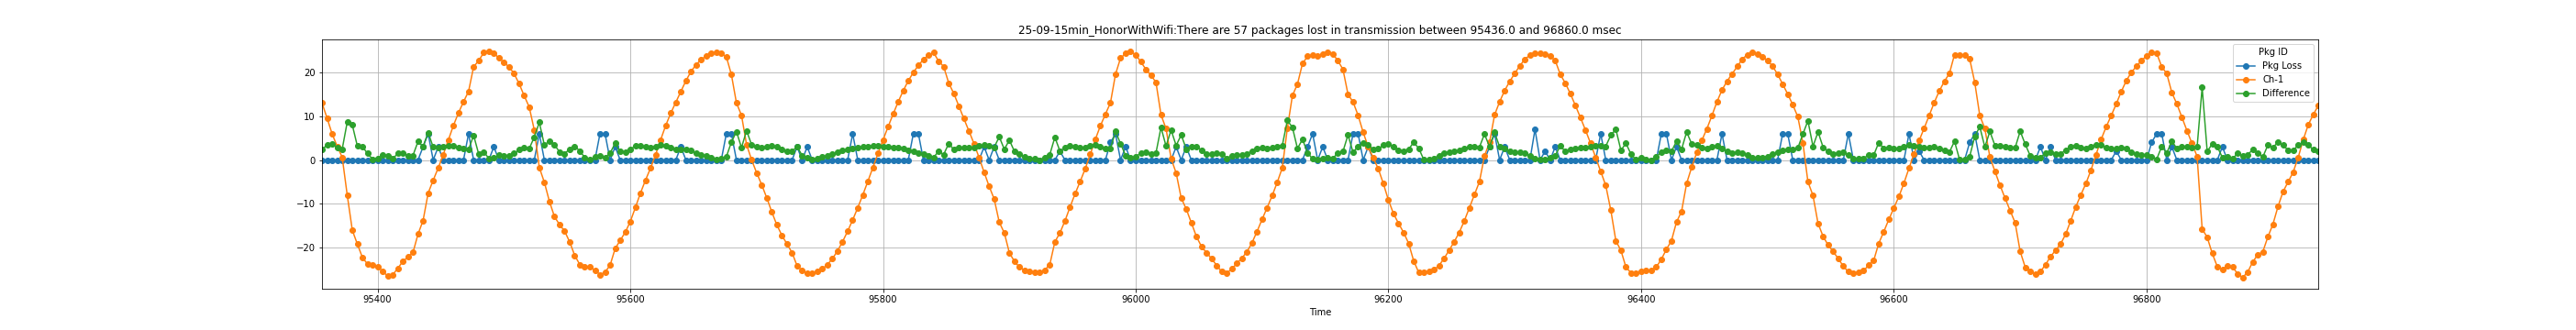 25-09-15min_HonorWithWifi:There are 57 packages lost in transmission between 95436.0 and 96860.0 msec
Pkg ID
Pkg Loss
Ch-1
Difference
20
10
0
−10
−20
95400 95600 95800 96000 96200 96400 96600 96800
Time